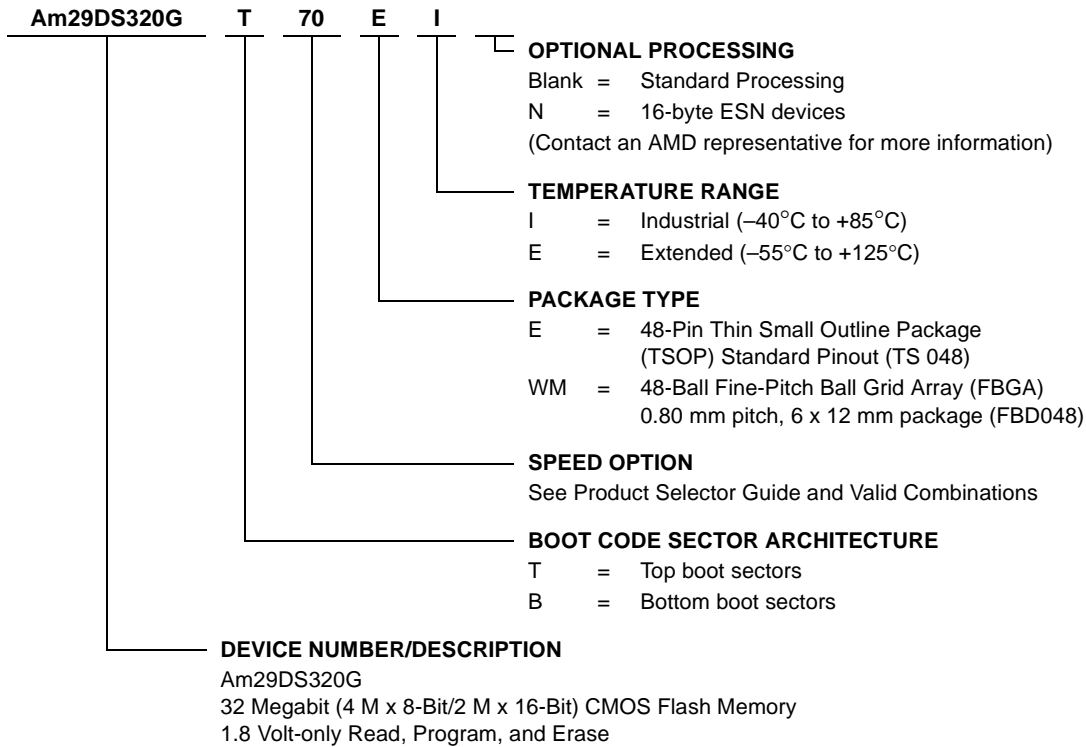 Am29DS320G T 70 E I
OPTIONAL PROCESSING
Blank = Standard Processing
N = 16-byte ESN devices
(Contact an AMD representative for more information)
TEMPERATURE RANGE
I = Industrial (–40°C to +85°C)
E = Extended (–55°C to +125°C)
PACKAGE TYPE
E = 48-Pin Thin Small Outline Package
(TSOP) Standard Pinout (TS 048)
WM = 48-Ball Fine-Pitch Ball Grid Array (FBGA)
0.80 mm pitch, 6 x 12 mm package (FBD048)
SPEED OPTION
See Product Selector Guide and Valid Combinations
BOOT CODE SECTOR ARCHITECTURE
T = Top boot sectors
B = Bottom boot sectors
DEVICE NUMBER/DESCRIPTION
Am29DS320G
32 Megabit (4 M x 8-Bit/2 M x 16-Bit) CMOS Flash Memory
1.8 Volt-only Read, Program, and Erase